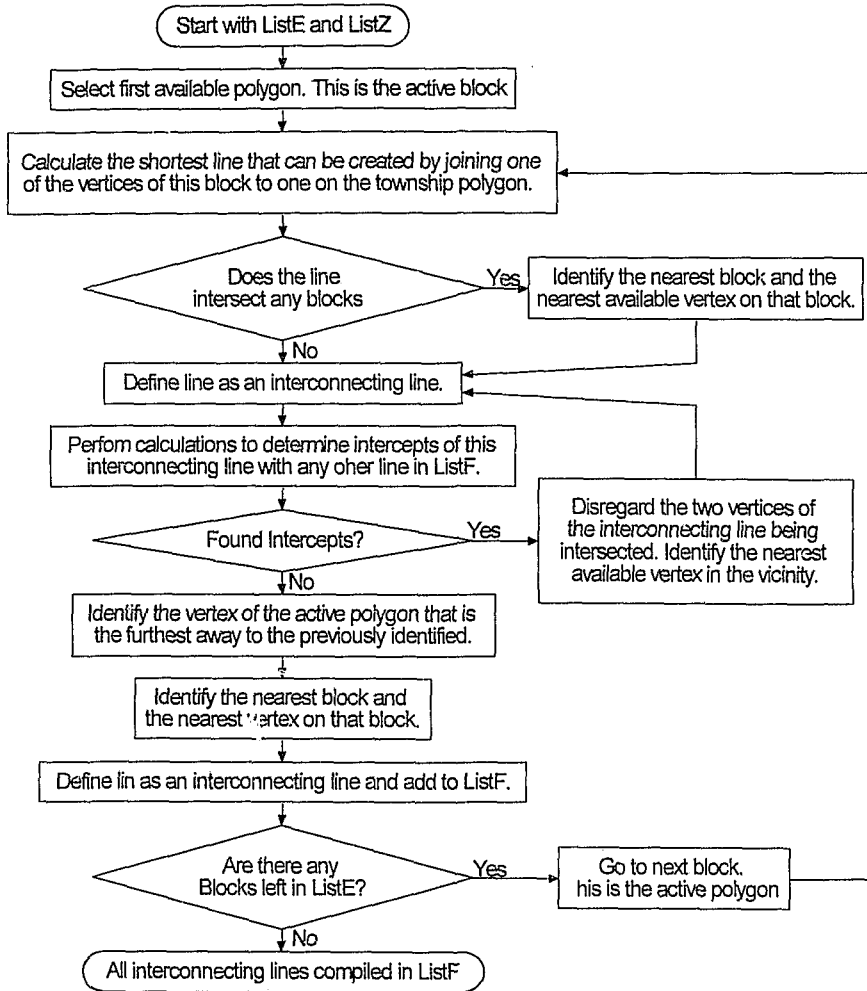 Start with ListE and ListZ
Select first available polygon. This is the active block
Calculate the shortest line that can be created by joining one
of the vertices of this block to one on the township polygon.
Does the line
intersect any blocks
Yes
Identify the nearest block and the
nearest available vertex on that block.
No
Define line as an interconnecting line.
Perfom calculations to determine intercepts of this
interconnecting line with any oher line in ListF.
Found Intercepts?
Yes
Disregard the two vertices of
the interconnecting line being
intersected. Identify the nearest
available vertex in the vicinity.
No
Identify the vertex of the active polygon that is
the furthest away to the previously identified.
Identify the nearest block and
the nearest vertex on that block.
Define lin as an interconnecting line and add to ListF.
Are there any
Blocks left in ListE?
Yes
Go to next block.
his is the active polygon
No
All interconnecting lines compiled in ListF